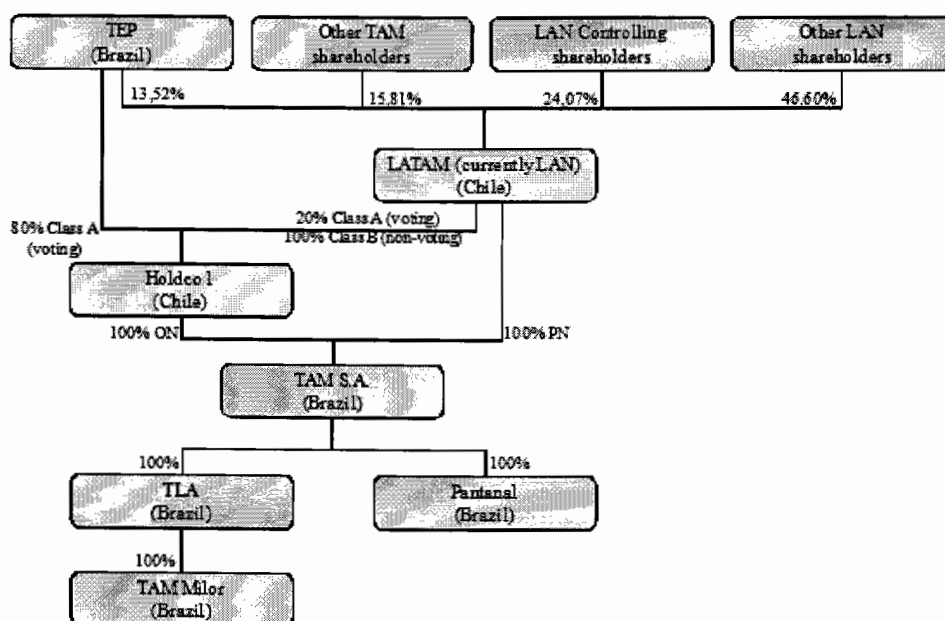 TEP
(Brazil)
Other TAM
shareholders
LAN Controlling
shareholders
Other LAN
shareholders
13,52%
15,81%
24,07%
46,60%
LATAM (currently LAN)
(Chile)
80% Class A
(voting)
20% Class A (voting)
100% Class B (non-voting)
Holdco 1
(Chile)
100% ON
100% PN
TAM S.A.
(Brazil)
100%
100%
TLA
(Brazil)
Pantanal
(Brazil)
100%
TAM Milor
(Brazil)